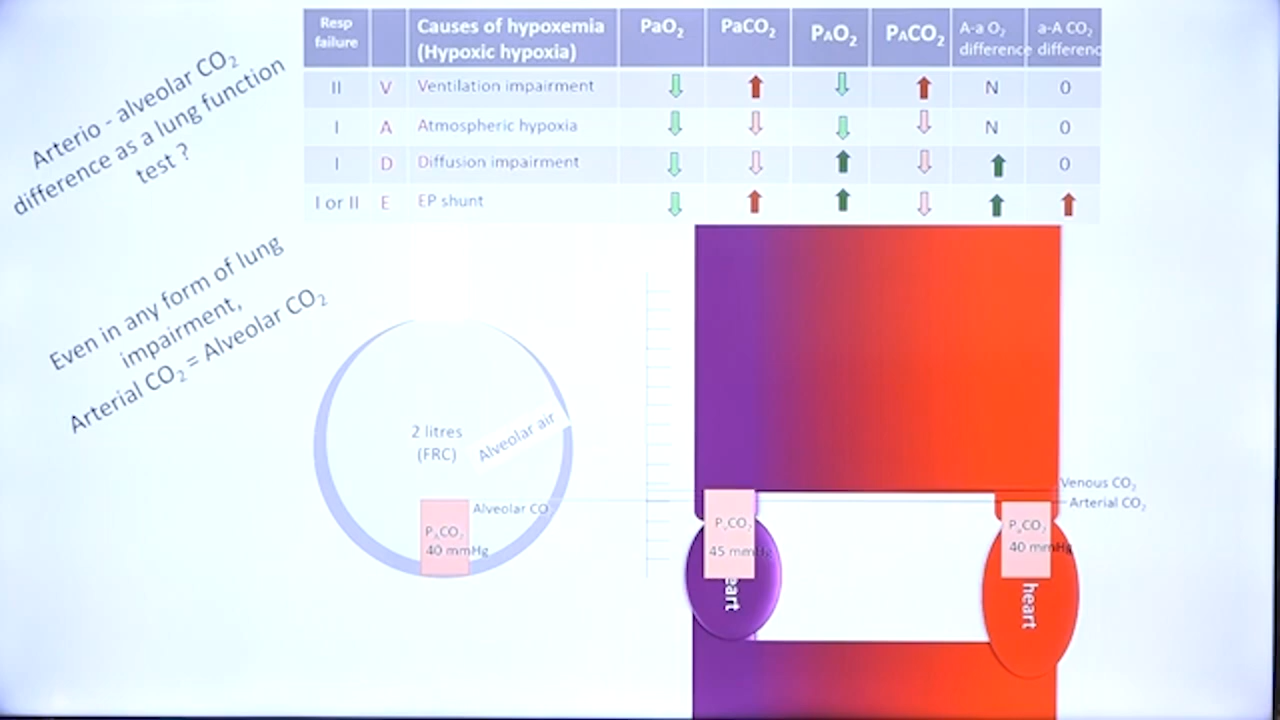 Resp failure | | Causes of hypoxemia (Hypoxic hypoxia) | PaO₂ | PaCO₂ | PAO₂ | PACO₂ | A-a O₂ difference | a-A CO₂ differenc
II | V | Ventilation impairment | ⇩ | ⬆ | ⇩ | ⬆ | N | 0
I | A | Atmospheric hypoxia | ⇩ | ⇩ | ⇩ | ⇩ | N | 0
I | D | Diffusion impairment | ⇩ | ⇩ | ⬆ | ⇩ | ⬆ | 0
I or II | E | EP shunt | ⇩ | ⬆ | ⬆ | ⇩ | ⬆ | ⬆
Arterio - alveolar CO₂
difference as a lung function
test ?
Even in any form of lung
impairment,
Arterial CO₂ = Alveolar CO₂
2 litres
(FRC)
Alveolar air
Alveolar CO
PACO₂
40 mmHg
PvCO₂
45 mmHg
art
Venous CO₂
Arterial CO₂
PaCO₂
40 mmHg
heart